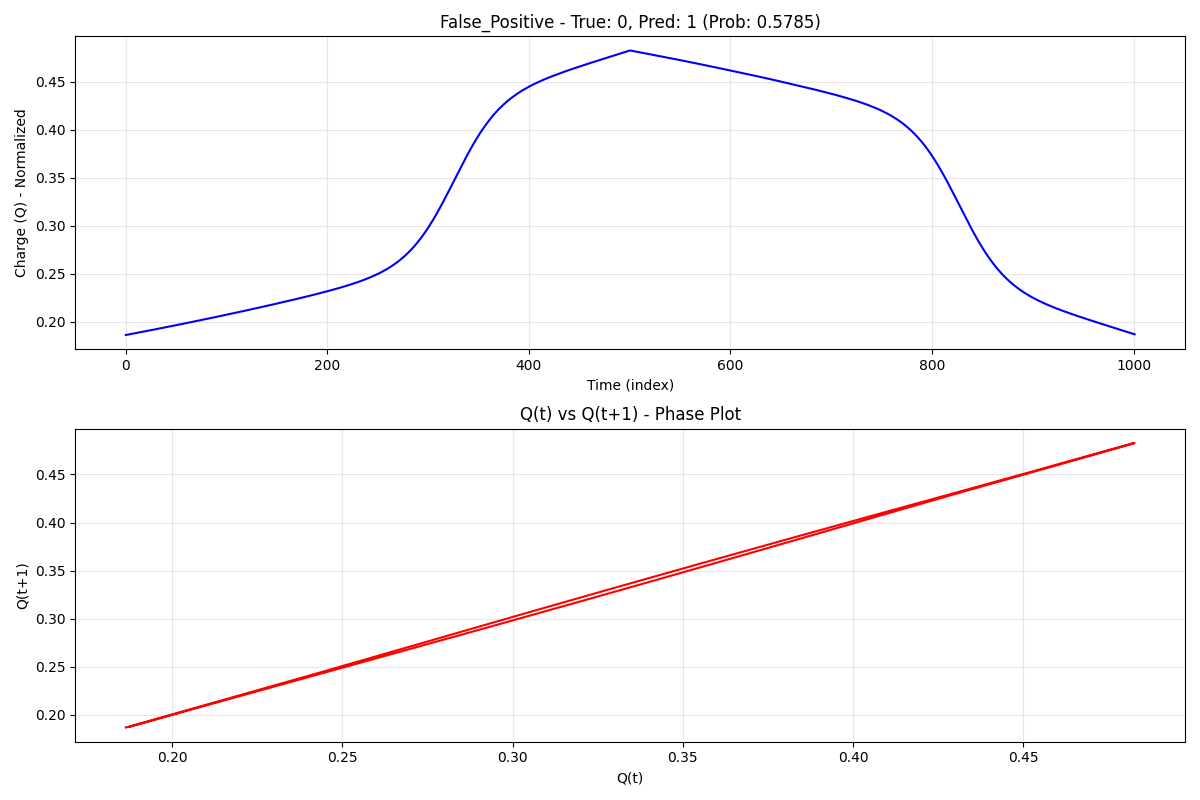 False_Positive - True: 0, Pred: 1 (Prob: 0.5785)
Charge (Q) - Normalized
0.45
0.40
0.35
0.30
0.25
0.20
0 200 400 600 800 1000
Time (index)
Q(t) vs Q(t+1) - Phase Plot
Q(t+1)
0.45
0.40
0.35
0.30
0.25
0.20
0.20 0.25 0.30 0.35 0.40 0.45
Q(t)